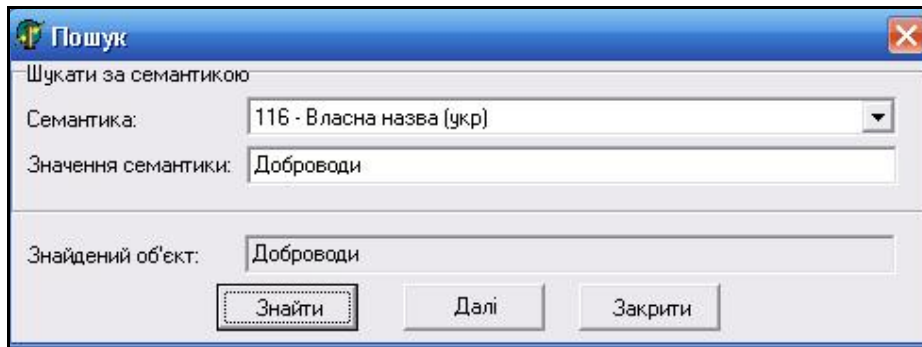 Пошук
Шукати за семантикою
Семантика: 116 - Власна назва (укр)
Значення семантики: Доброводи
Знайдений об'єкт: Доброводи
Знайти Далі Закрити